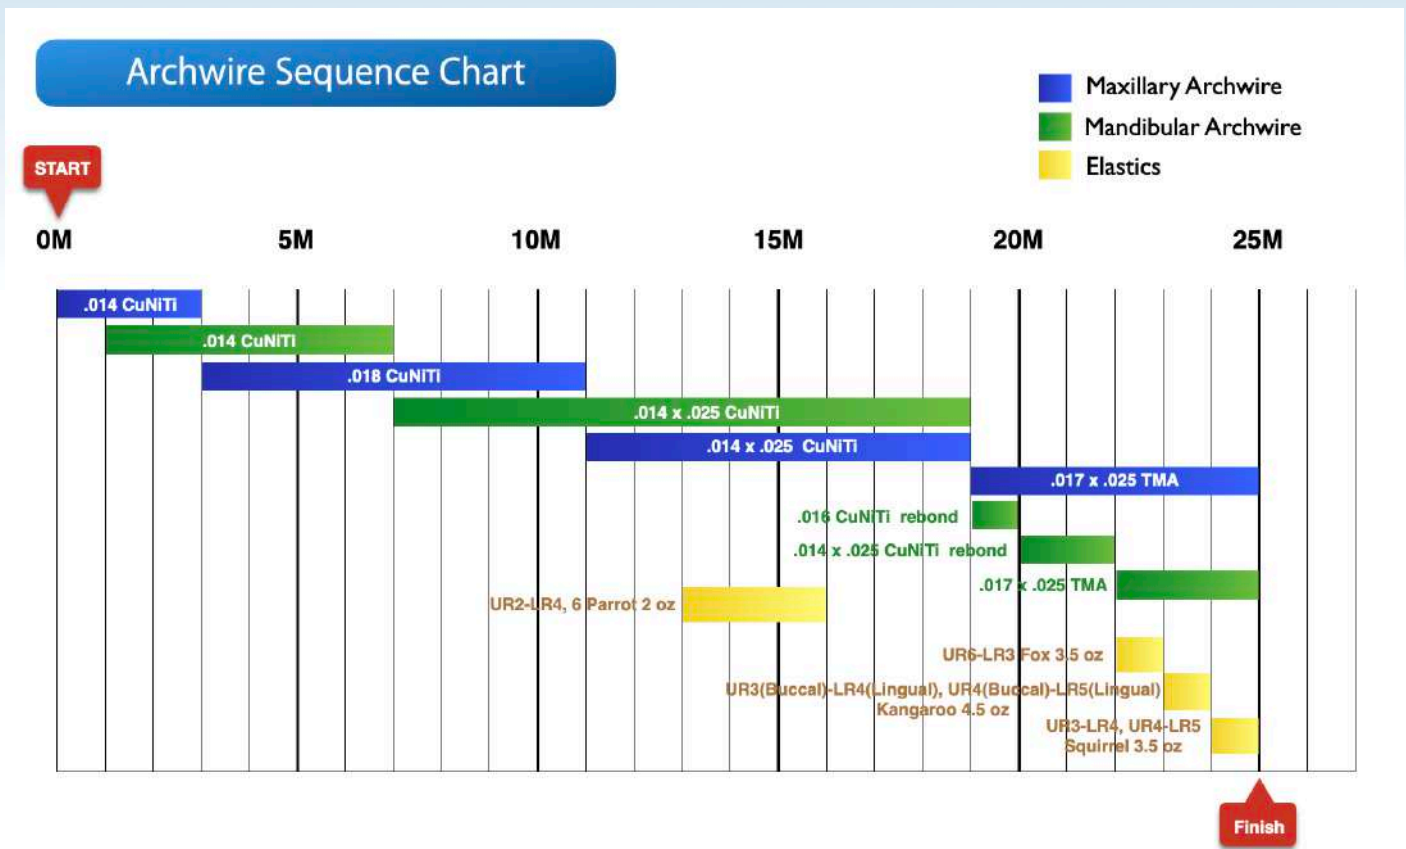 Archwire Sequence Chart
Maxillary Archwire
Mandibular Archwire
Elastics
START
0M 5M 10M 15M 20M 25M
.014 CuNiTi
.014 CuNiTi
.018 CuNiTi
.014 x .025 CuNiTi
.014 x .025 CuNiTi
.017 x .025 TMA
.016 CuNiTi rebond
.014 x .025 CuNiTi rebond
.017 x .025 TMA
UR2-LR4, 6 Parrot 2 oz
UR6-LR3 Fox 3.5 oz
UR3(Buccal)-LR4(Lingual), UR4(Buccal)-LR5(Lingual)
Kangaroo 4.5 oz
UR3-LR4, UR4-LR5
Squirrel 3.5 oz
Finish